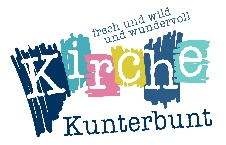 frech und wild
und wundervoll
Kirche
Kunterbunt